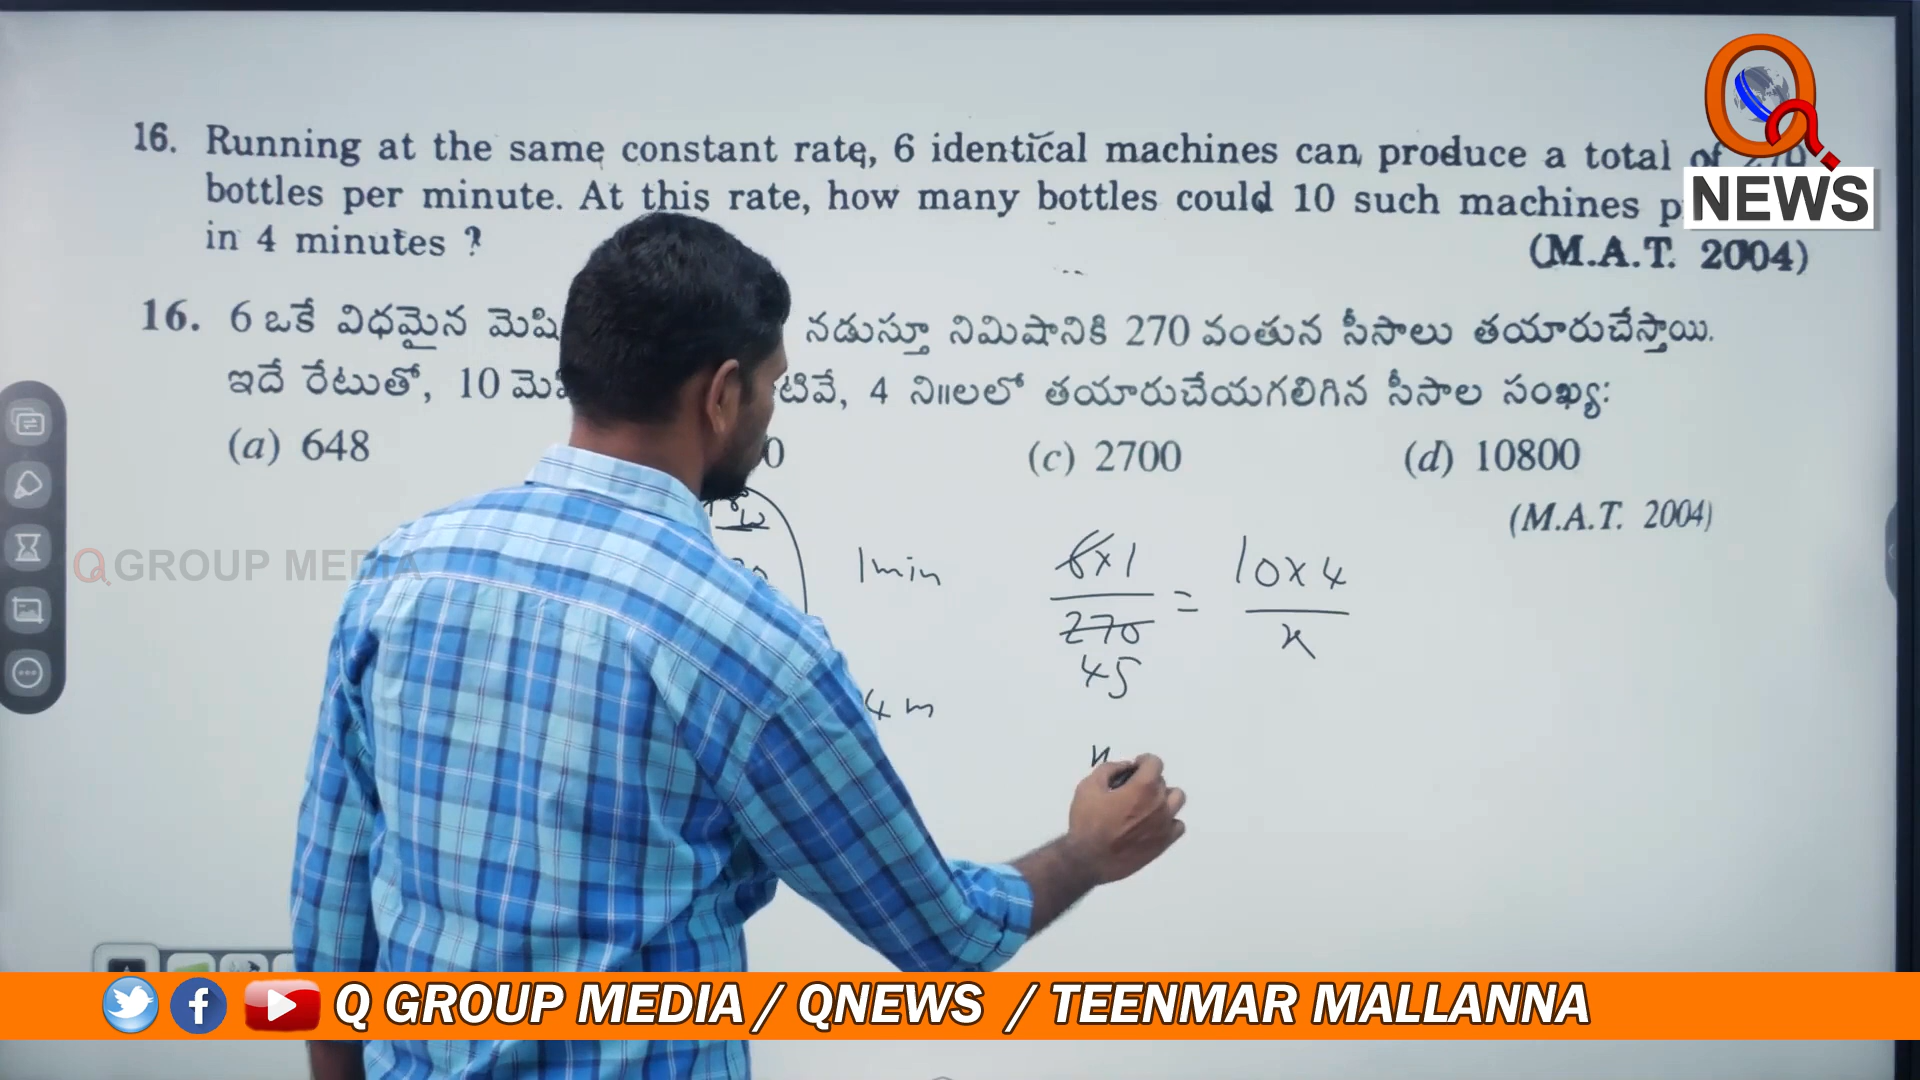 16. Running at the same constant rate, 6 identical machines can produce a total of 270
bottles per minute. At this rate, how many bottles could 10 such machines
in 4 minutes ?
(M.A.T. 2004)
16. 6 ఒకే విధమైన నడుస్తూ నిమిషానికి 270 వంతున సీసాలు తయారుచేస్తాయి.
ఇదే రేటుతో, 10 4 ని॥లలో తయారుచేయగలిగిన సీసాల సంఖ్య:
(a) 648 (c) 2700 (d) 10800
(M.A.T. 2004)
1min 6x1 = 10x4
270 x
45
4 m
x
Q NEWS
Q GROUP MEDIA
Q GROUP MEDIA / QNEWS / TEENMAR MALLANNA